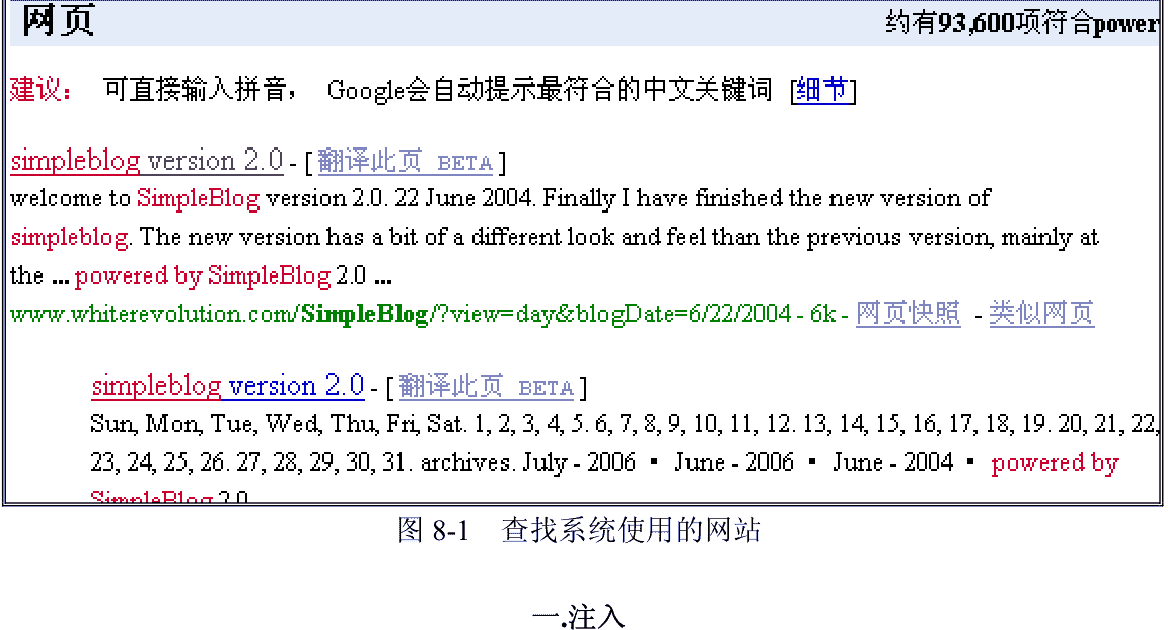 网页 约有93,600项符合power
建议： 可直接输入拼音， Google会自动提示最符合的中文关键词 [细节]
simpleblog version 2.0 - [ 翻译此页 BETA ]
welcome to SimpleBlog version 2.0. 22 June 2004. Finally I have finished the new version of
simpleblog. The new version has a bit of a different look and feel than the previous version, mainly at
the ... powered by SimpleBlog 2.0 ...
www.whiterevolution.com/SimpleBlog/?view=day&blogDate=6/22/2004 - 6k - 网页快照 - 类似网页
simpleblog version 2.0 - [ 翻译此页 BETA ]
Sun, Mon, Tue, Wed, Thu, Fri, Sat. 1, 2, 3, 4, 5. 6, 7, 8, 9, 10, 11, 12. 13, 14, 15, 16, 17, 18, 19. 20, 21, 22,
23, 24, 25, 26. 27, 28, 29, 30, 31. archives. July - 2006 ▪ June - 2006 ▪ June - 2004 ▪ powered by
SimpleBlog 2.0
图 8-1 查找系统使用的网站
一.注入